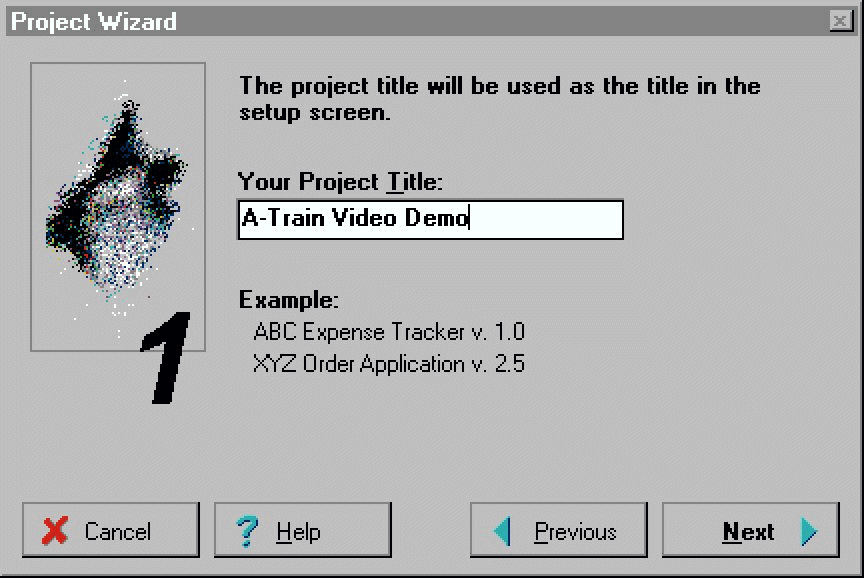 Project Wizard
The project title will be used as the title in the
setup screen.
Your Project Title:
A-Train Video Demo
Example:
ABC Expense Tracker v. 1.0
XYZ Order Application v. 2.5
1
Cancel
? Help
Previous
Next